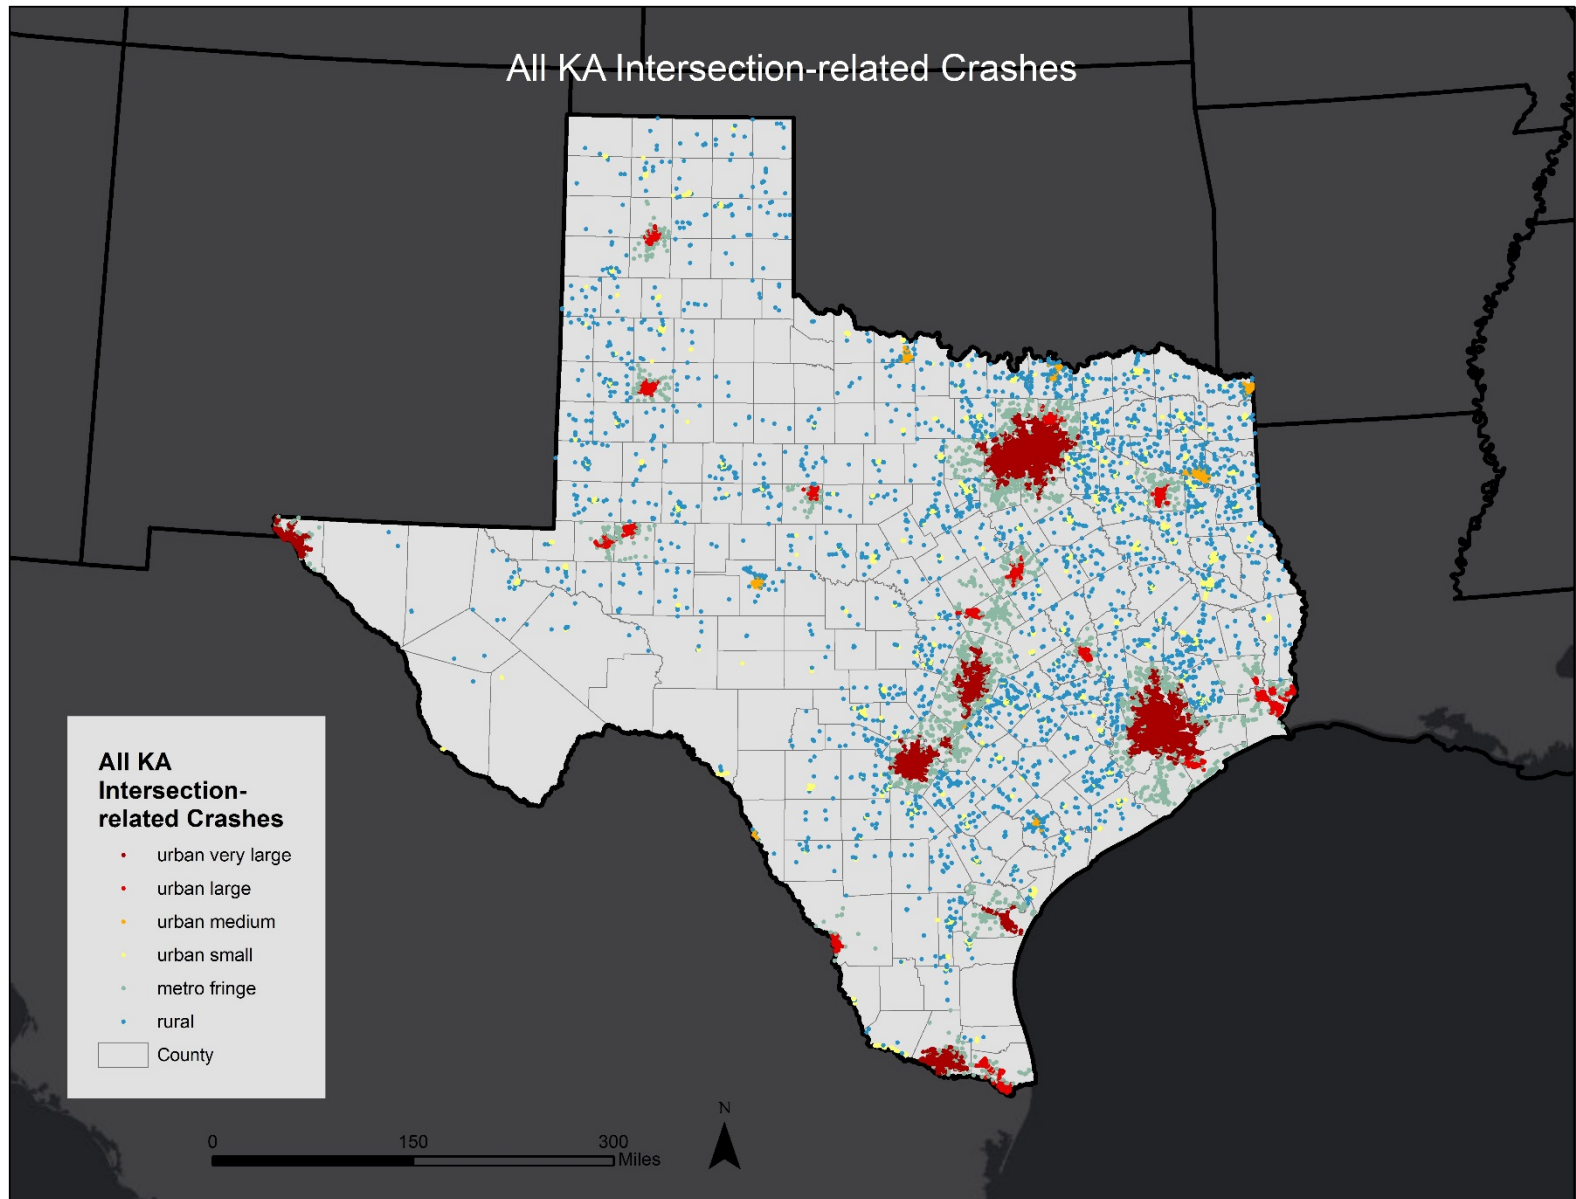 All KA Intersection-related Crashes
All KA
Intersection-
related Crashes
urban very large
urban large
urban medium
urban small
metro fringe
rural
County
0 150 300
Miles
N